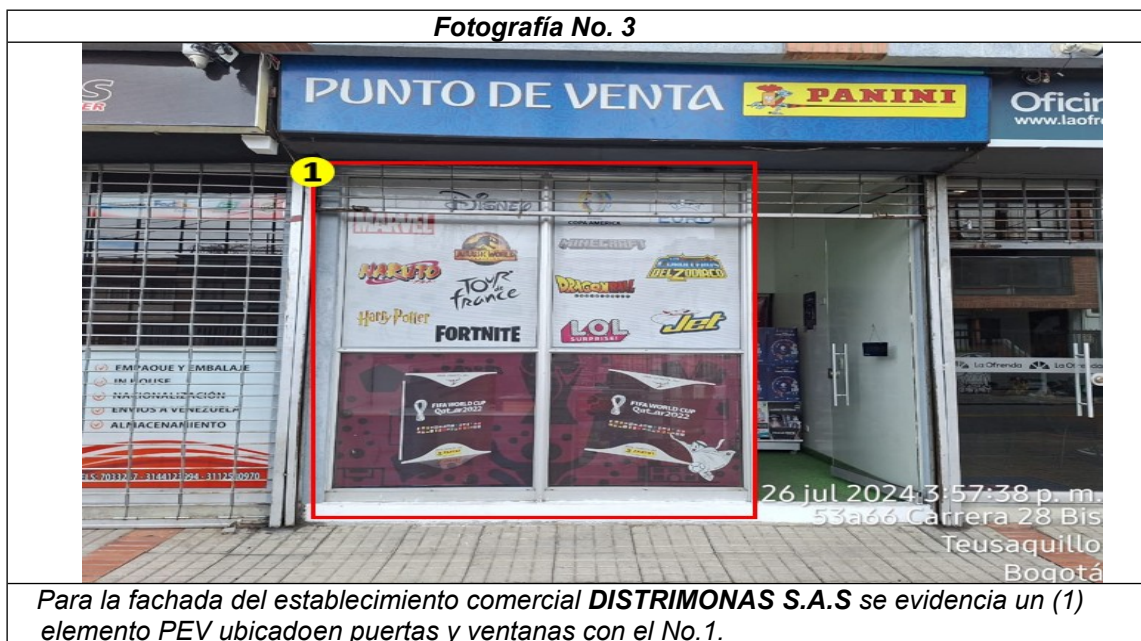 Fotografía No. 3
PUNTO DE VENTA PANINI
Oficin
www.laofre
1
MARVEL
Disney
COPA AMERICA
EURO
JURASSIC WORLD
MINECRAFT
NARUTO
TOUR de france
DRAGON BALL
DEL ZODIACO
Harry Potter
FORTNITE
LOL
SURPRISE!
Jet
EMPAQUE Y EMBALAJE
IN HOUSE
NACIONALIZACIÓN
ENVIOS A VENEZUELA
ALMACENAMIENTO
FIFA WORLD CUP
Qatar2022
FIFA WORLD CUP
Qatar2022
La Ofrenda
26 jul 2024 3:57:38 p. m.
53a66 Carrera 28 Bis
Teusaquillo
Bogotá
Para la fachada del establecimiento comercial DISTRIMONAS S.A.S se evidencia un (1)
elemento PEV ubicadoen puertas y ventanas con el No.1.